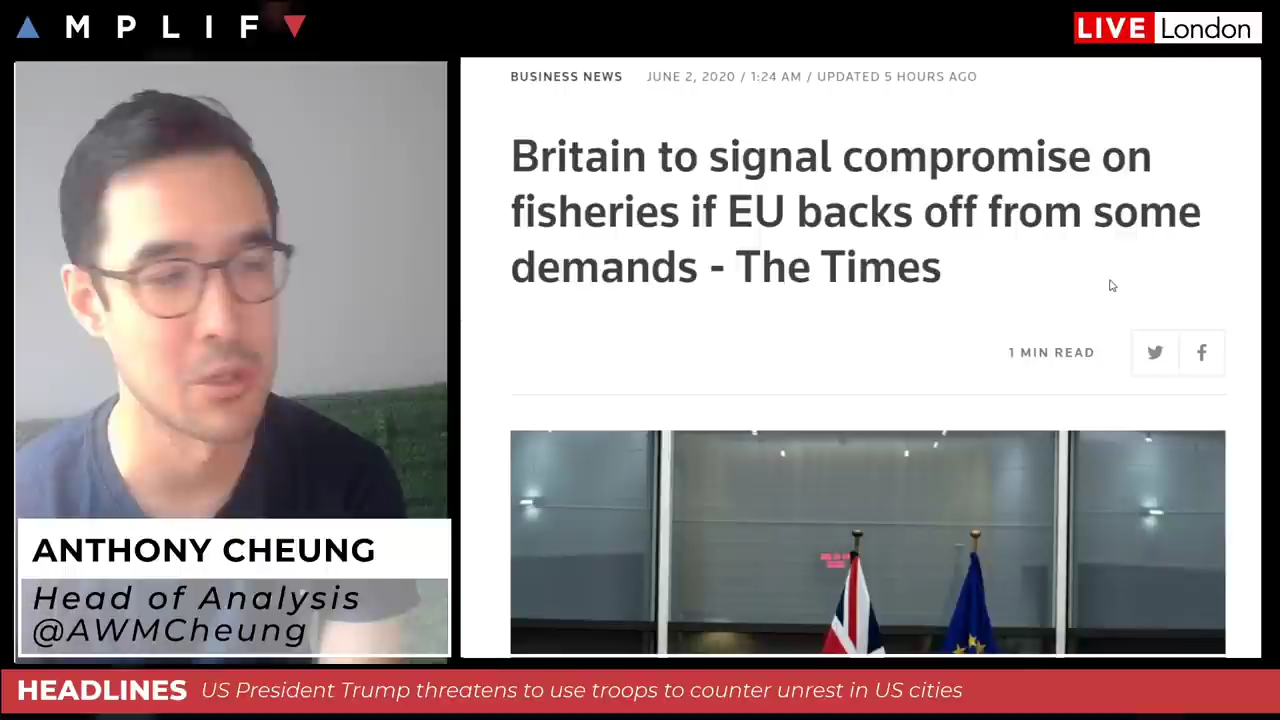 MPLIF
LIVE London
BUSINESS NEWS JUNE 2, 2020 / 1:24 AM / UPDATED 5 HOURS AGO
Britain to signal compromise on
fisheries if EU backs off from some
demands - The Times
1 MIN READ
ANTHONY CHEUNG
Head of Analysis
@AWMCheung
HEADLINES US President Trump threatens to use troops to counter unrest in US cities